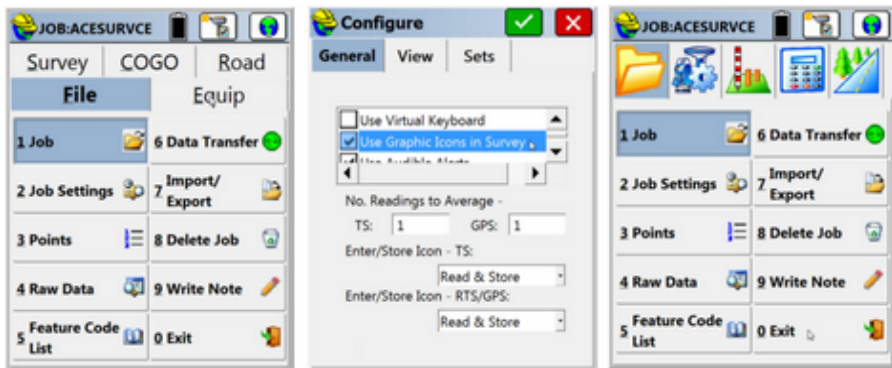 JOB:ACESURVCE
Survey COGO Road
File Equip
1 Job 6 Data Transfer
2 Job Settings 7 Import/
Export
3 Points 8 Delete Job
4 Raw Data 9 Write Note
5 Feature Code
List 0 Exit
Configure
General View Sets
Use Virtual Keyboard
Use Graphic Icons in Survey
Use Audible Alerts
No. Readings to Average -
TS: 1 GPS: 1
Enter/Store Icon - TS:
Read & Store
Enter/Store Icon - RTS/GPS:
Read & Store
JOB:ACESURVCE
1 Job 6 Data Transfer
2 Job Settings 7 Import/
Export
3 Points 8 Delete Job
4 Raw Data 9 Write Note
5 Feature Code
List 0 Exit